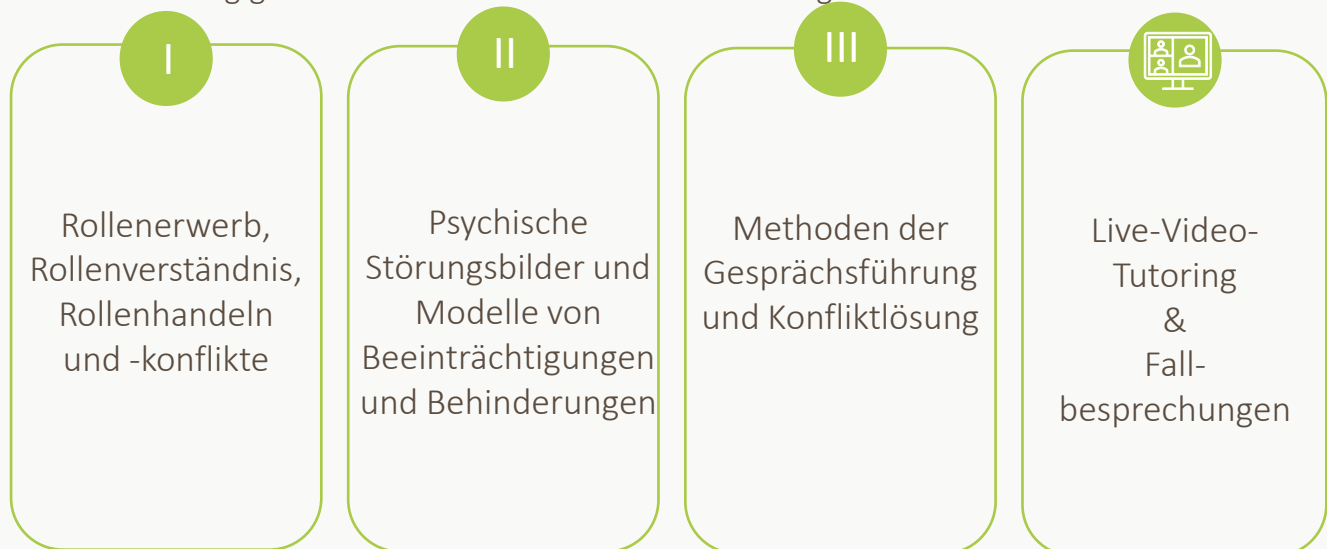 I
Rollenerwerb,
Rollenverständnis,
Rollenhandeln
und -konflikte
II
Psychische
Störungsbilder und
Modelle von
Beeinträchtigungen
und Behinderungen
III
Methoden der
Gesprächsführung
und Konfliktlösung
Live-Video-
Tutoring
&
Fall-
besprechungen